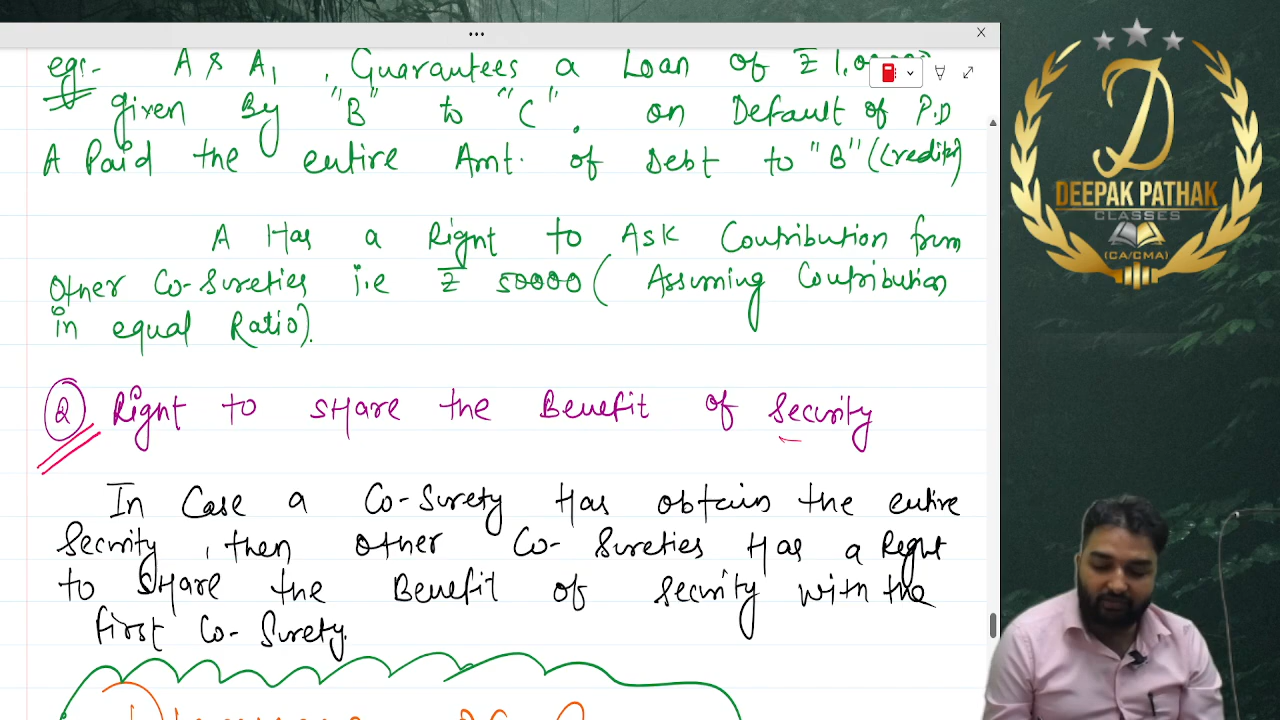 eg:- A & A1, Guarantees a Loan of ₹ 1,0
given By "B" to "C". on Default of P.D
A Paid the entire Amt. of Debt to "B" (Creditor)
A Has a Right to Ask Contribution from
Other Co-Sureties i.e ₹ 50000 (Assuming Contribution
in equal Ratio).
② Right to share the Benefit of Security
In Case a Co-Surety Has obtain the entire
Security, then other Co-Sureties Has a Right
to share the Benefit of Security with the
first Co-Surety.
D
DEEPAK PATHAK
CLASSES
(CA/CMA)